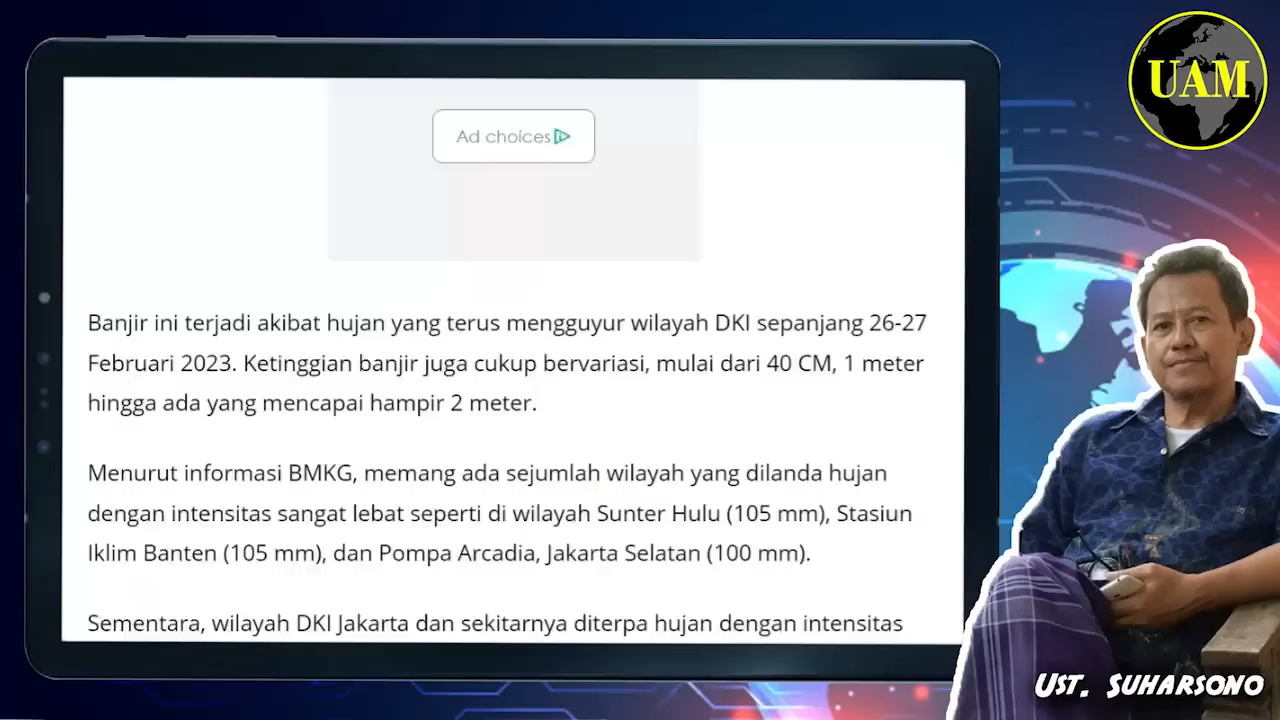 UAM
Ad choices
Banjir ini terjadi akibat hujan yang terus mengguyur wilayah DKI sepanjang 26-27
Februari 2023. Ketinggian banjir juga cukup bervariasi, mulai dari 40 CM, 1 meter
hingga ada yang mencapai hampir 2 meter.
Menurut informasi BMKG, memang ada sejumlah wilayah yang dilanda hujan
dengan intensitas sangat lebat seperti di wilayah Sunter Hulu (105 mm), Stasiun
Iklim Banten (105 mm), dan Pompa Arcadia, Jakarta Selatan (100 mm).
Sementara, wilayah DKI Jakarta dan sekitarnya diterpa hujan dengan intensitas
UST. SUHARSONO